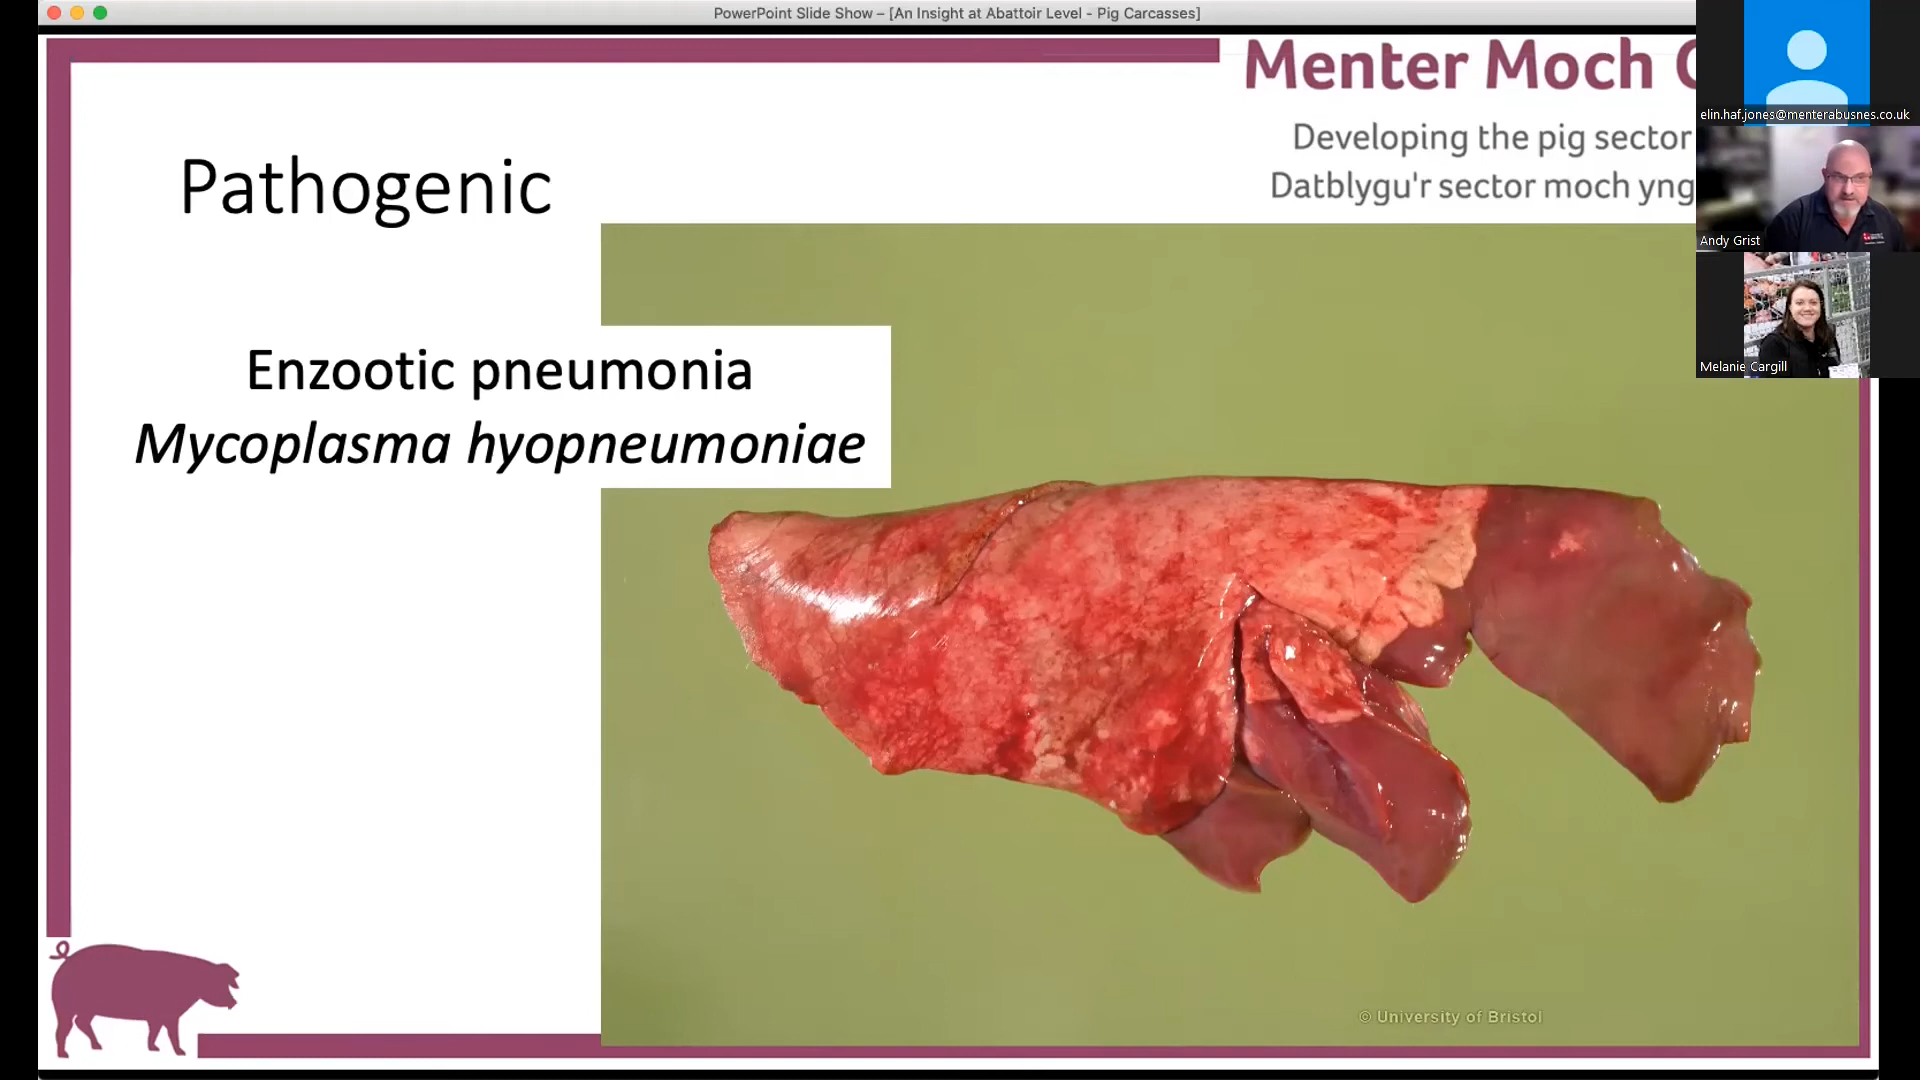 PowerPoint Slide Show – [An Insight at Abattoir Level - Pig Carcasses]
Menter Moch
Developing the pig sector
Datblygu'r sector moch yng
elin.haf.jones@menterabusnes.co.uk
Andy Grist
Melanie Cargill
Pathogenic
Enzootic pneumonia
Mycoplasma hyopneumoniae
© University of Bristol